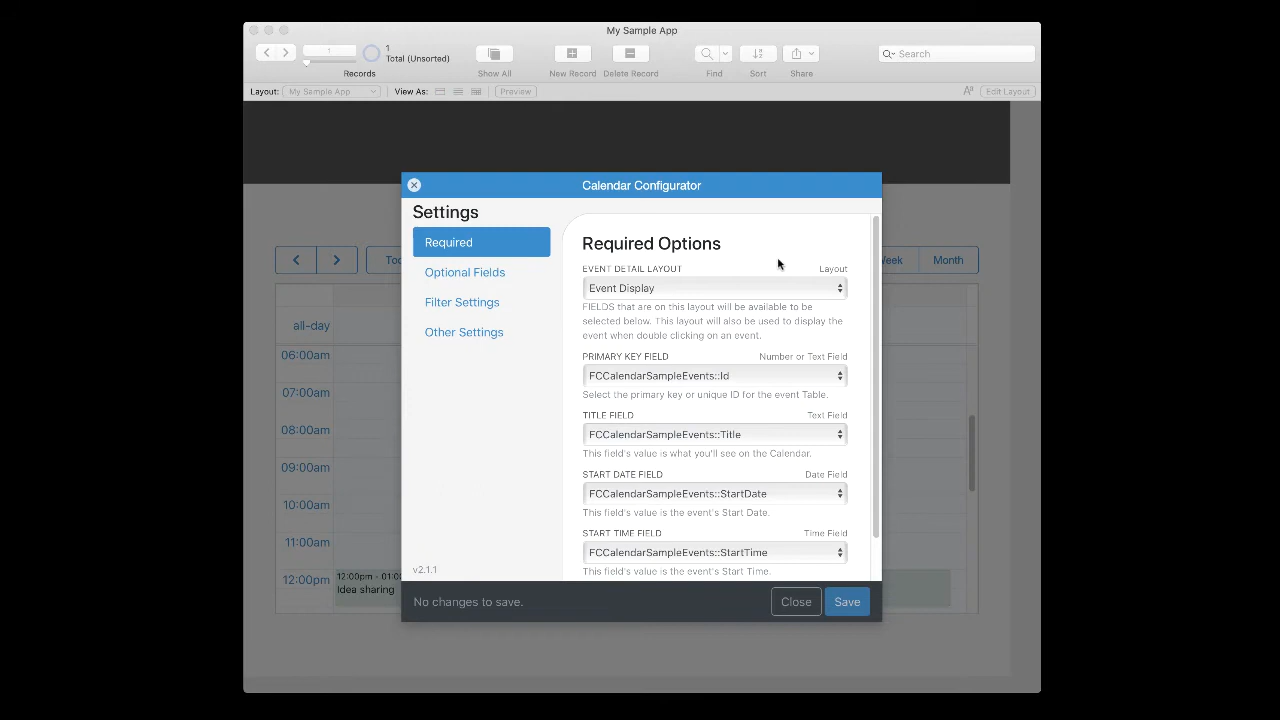 My Sample App
1
1
Total (Unsorted)
Records
Show All
New Record
Delete Record
Find
Sort
Share
Search
Layout:
My Sample App
View As:
Preview
Edit Layout
Calendar Configurator
Settings
Required
Optional Fields
Filter Settings
Other Settings
v2.1.1
Required Options
EVENT DETAIL LAYOUT Layout
Event Display
FIELDS that are on this layout will be available to be
selected below. This layout will also be used to display the
event when double clicking on an event.
PRIMARY KEY FIELD Number or Text Field
FCCalendarSampleEvents::Id
Select the primary key or unique ID for the event Table.
TITLE FIELD Text Field
FCCalendarSampleEvents::Title
This field's value is what you'll see on the Calendar.
START DATE FIELD Date Field
FCCalendarSampleEvents::StartDate
This field's value is the event's Start Date.
START TIME FIELD Time Field
FCCalendarSampleEvents::StartTime
This field's value is the event's Start Time.
No changes to save.
Close
Save
Month
all-day
06:00am
07:00am
08:00am
09:00am
10:00am
11:00am
12:00pm
12:00pm - 01:0
Idea sharing